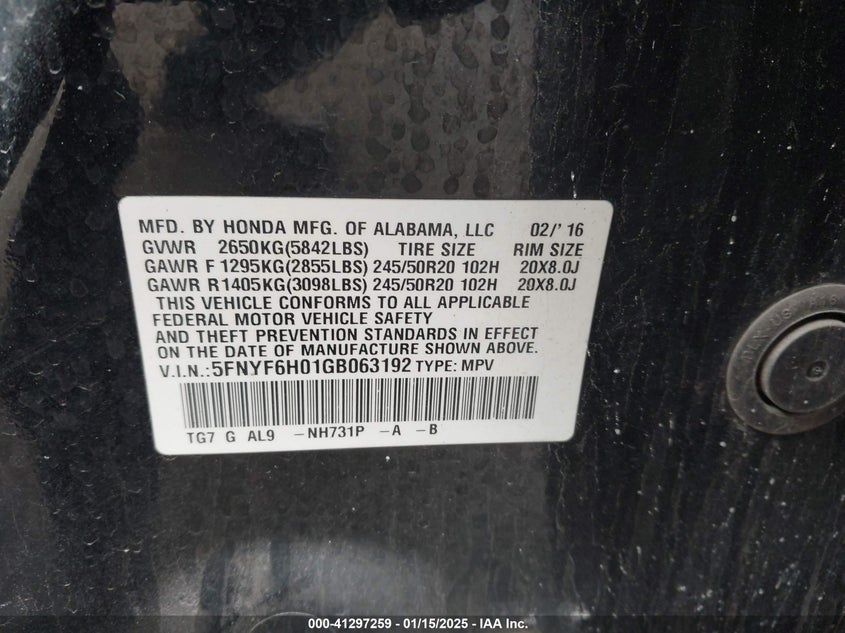 MFD. BY HONDA MFG. OF ALABAMA, LLC 02/' 16
GVWR 2650KG(5842LBS) TIRE SIZE RIM SIZE
GAWR F 1295KG(2855LBS) 245/50R20 102H 20X8.0J
GAWR R1405KG(3098LBS) 245/50R20 102H 20X8.0J
THIS VEHICLE CONFORMS TO ALL APPLICABLE
FEDERAL MOTOR VEHICLE SAFETY
AND THEFT PREVENTION STANDARDS IN EFFECT
ON THE DATE OF MANUFACTURE SHOWN ABOVE.
V.I.N.:5FNYF6H01GB063192 TYPE: MPV
TG7 G AL9 -NH731P -A -B
000-41297259 - 01/15/2025 - IAA Inc.